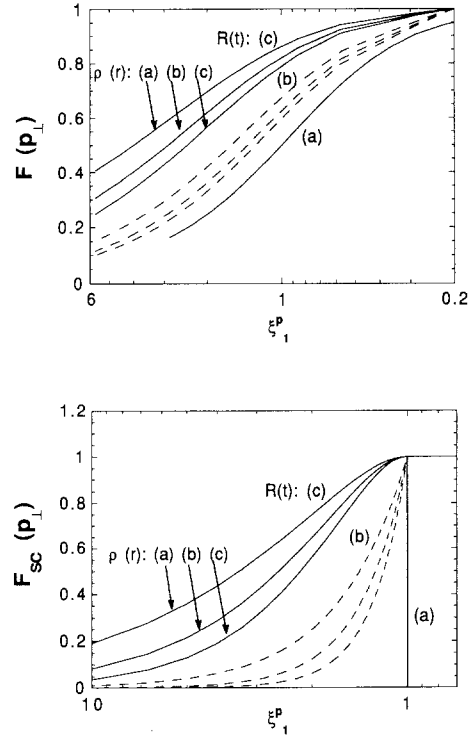 1
0.8
0.6
0.4
0.2
0
F (p⊥)
R(t): (c)
ρ (r): (a) (b) (c)
(b)
(a)
6
1
0.2
ξ^p_1
1.2
1
0.8
0.6
0.4
0.2
0
F_SC (p⊥)
R(t): (c)
ρ (r): (a) (b) (c)
(b)
(a)
10
1
ξ^p_1